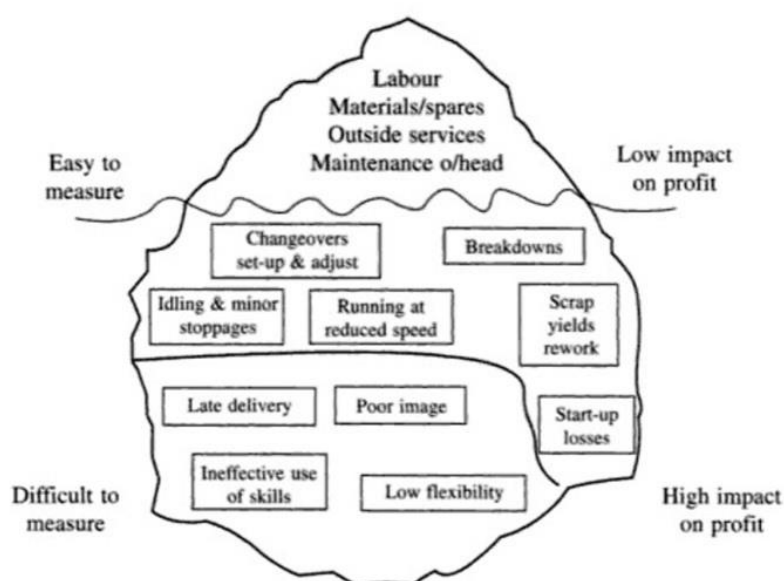 Labour
Materials/spares
Outside services
Maintenance o/head
Easy to
measure
Low impact
on profit
Changeovers
set-up & adjust
Breakdowns
Idling & minor
stoppages
Running at
reduced speed
Scrap
yields
rework
Late delivery
Poor image
Start-up
losses
Ineffective use
of skills
Low flexibility
Difficult to
measure
High impact
on profit